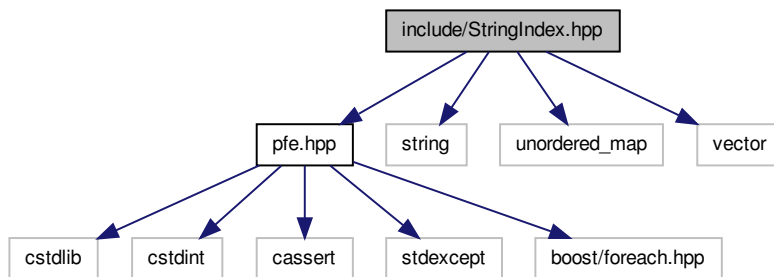 include/StringIndex.hpp
pfe.hpp
string
unordered_map
vector
cstdlib
cstdint
cassert
stdexcept
boost/foreach.hpp